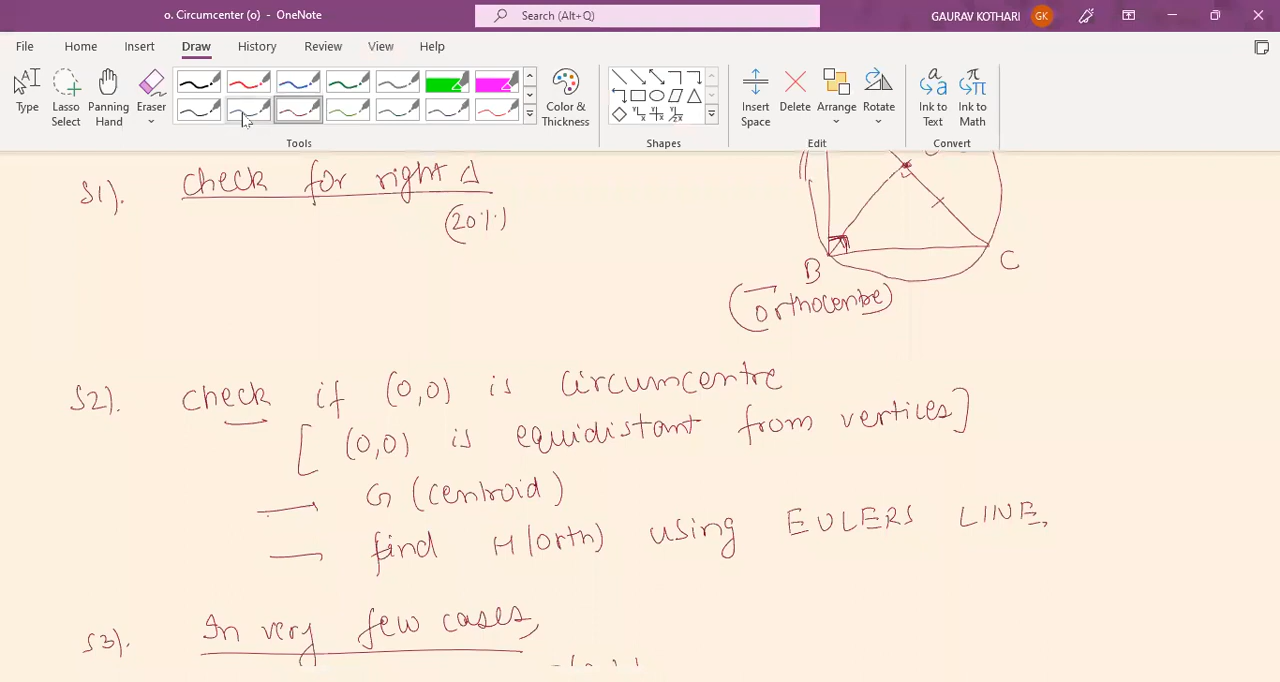 o. Circumcenter (o) - OneNote
Search (Alt+Q)
GAURAV KOTHARI GK
File Home Insert Draw History Review View Help
Type
Lasso Select
Panning Hand
Eraser
Color & Thickness
Insert Space
Delete
Arrange
Rotate
Ink to Text
Ink to Math
Tools
Shapes
Edit
Convert
S1). check for right Δ
(20%)
B
C
(orthocentre)
S2). check if (0,0) is circumcentre
[ (0,0) is equidistant from vertices]
— G (centroid)
— find H(orth) using EULERS LINE,
S3). In very few cases,